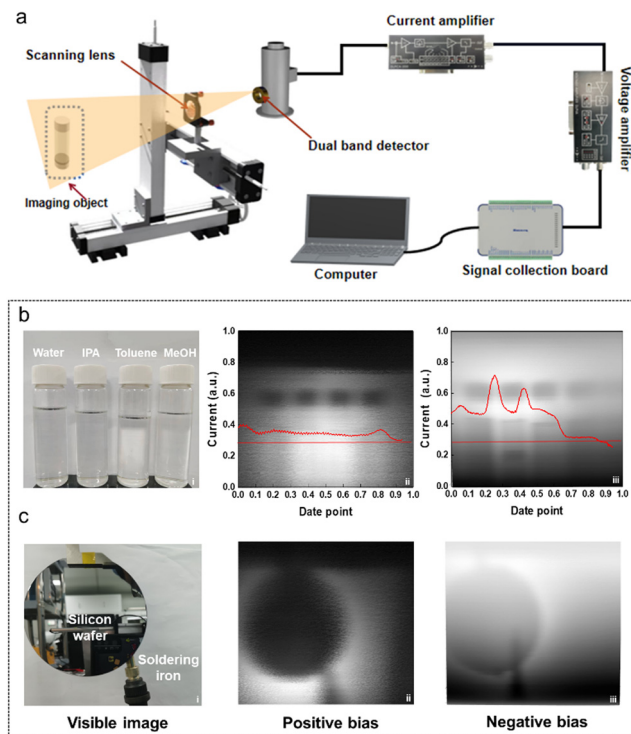 a
Current amplifier
Scanning lens
Voltage amplifier
Dual band detector
Imaging object
Computer
Signal collection board
b
Water IPA Toluene MeOH
i
Current (a.u.)
1.0
0.8
0.6
0.4
0.2
0.0
0.0 0.1 0.2 0.3 0.4 0.5 0.6 0.7 0.8 0.9 1.0
Date point
ii
Current (a.u.)
1.0
0.8
0.6
0.4
0.2
0.0
0.0 0.1 0.2 0.3 0.4 0.5 0.6 0.7 0.8 0.9 1.0
Date point
iii
c
Silicon
wafer
Soldering
iron
i
ii
iii
Visible image
Positive bias
Negative bias